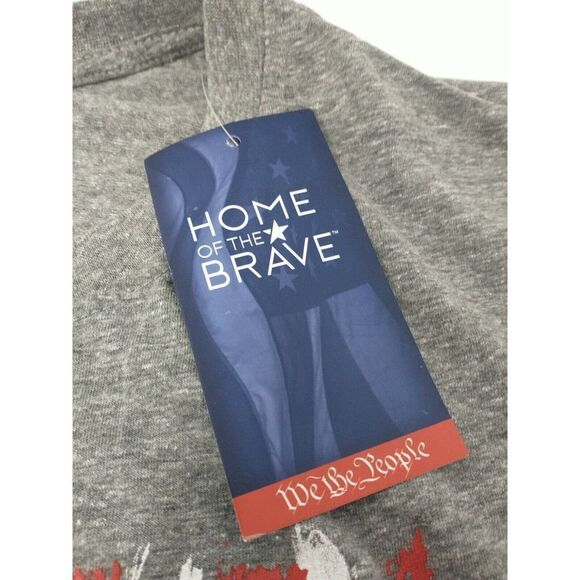 HOME
OF THE
BRAVE™
We the People